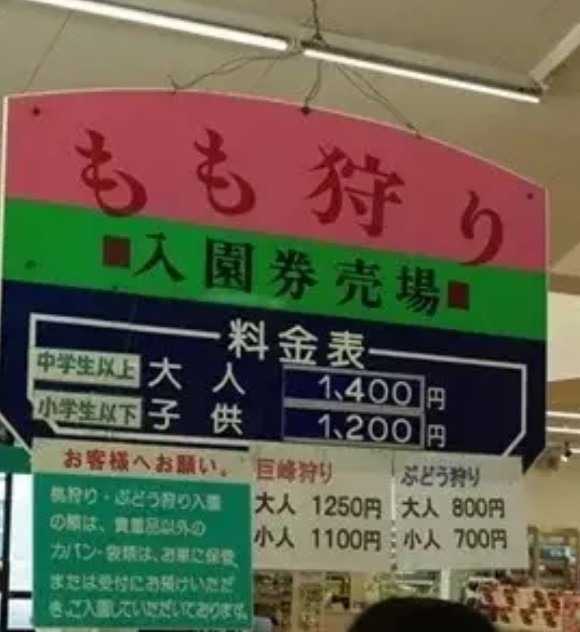 もも狩り
■入園券売場■
料金表
中学生以上 大人 1,400円
小学生以下 子供 1,200円
お客様へお願い。
桃狩り・ぶどう狩り入園
の際は、貴重品以外の
カバン・袋類は、お車に保管、
または受付にお預けいただ
き、ご入園していただいております。
巨峰狩り
大人 1250円
小人 1100円
ぶどう狩り
大人 800円
小人 700円